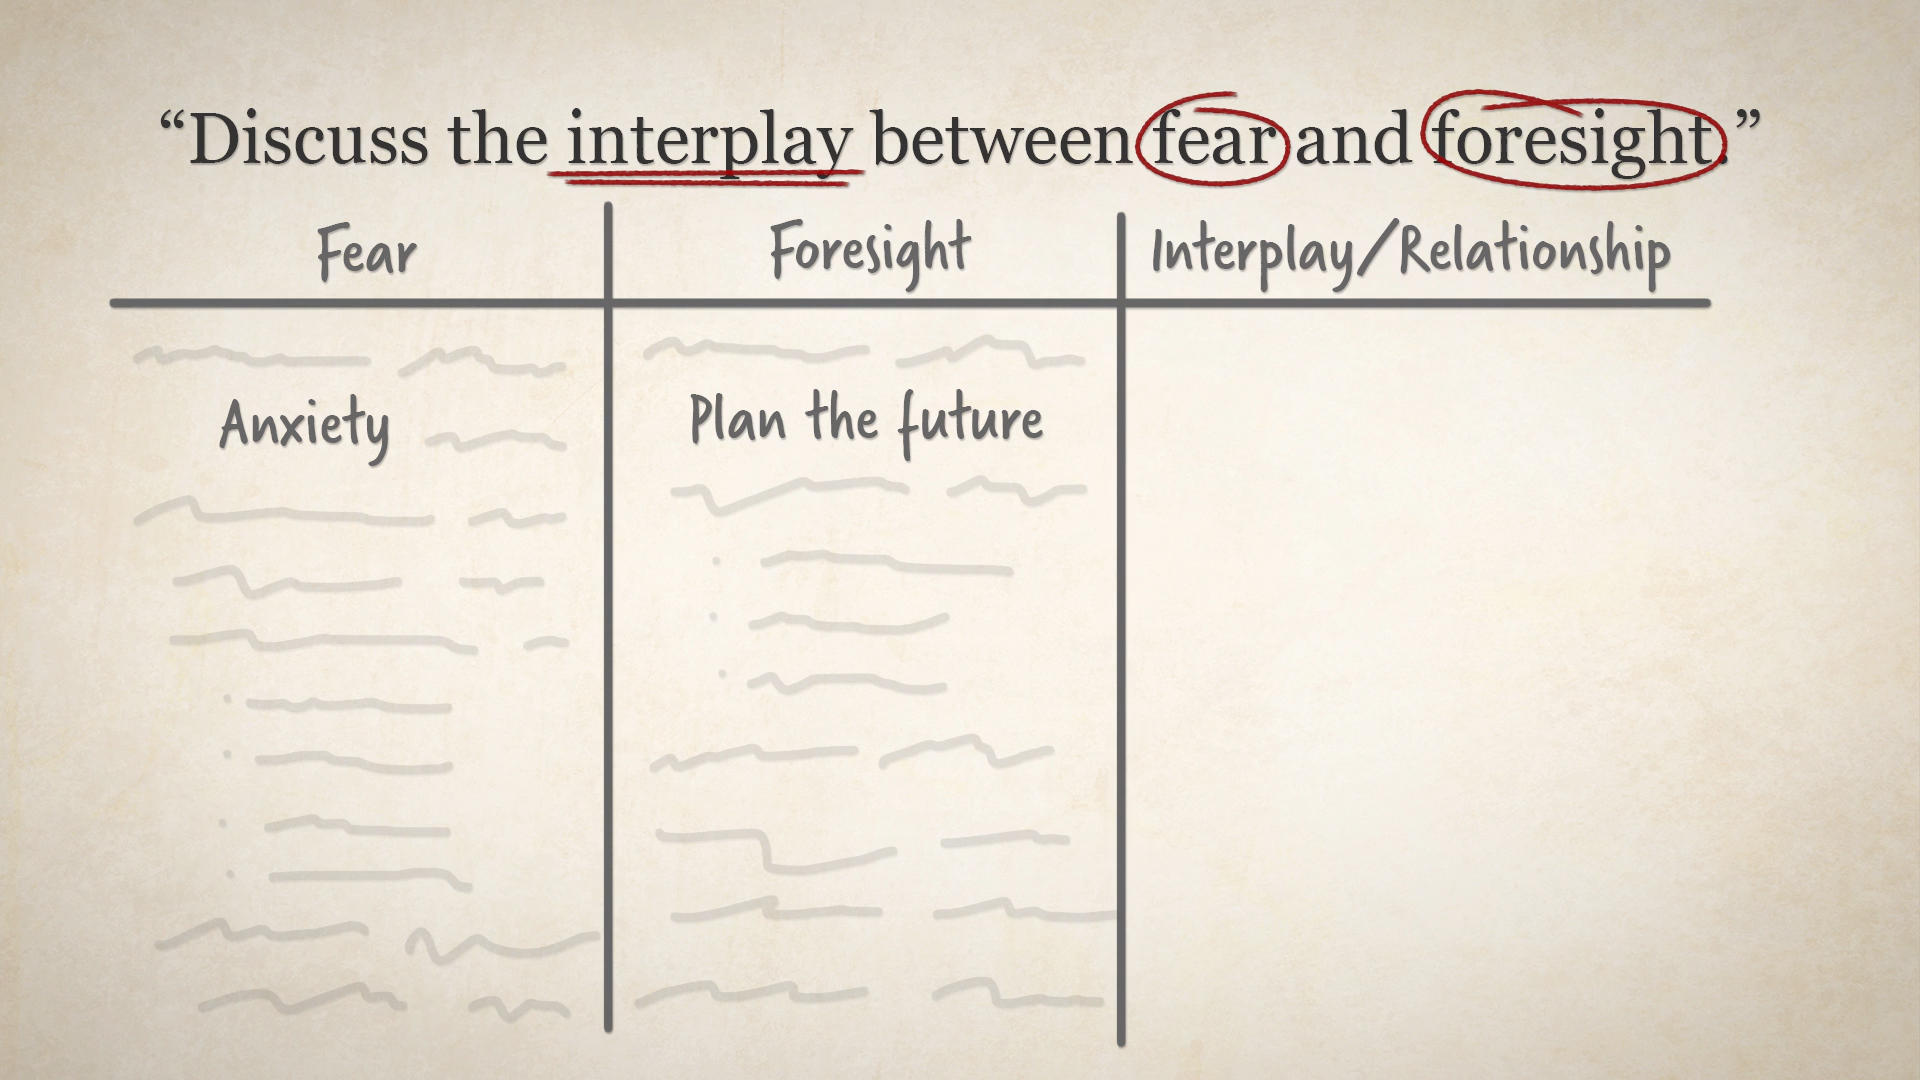 “Discuss the interplay between fear and foresight.”
Fear
Foresight
Interplay/Relationship
Anxiety
Plan the future